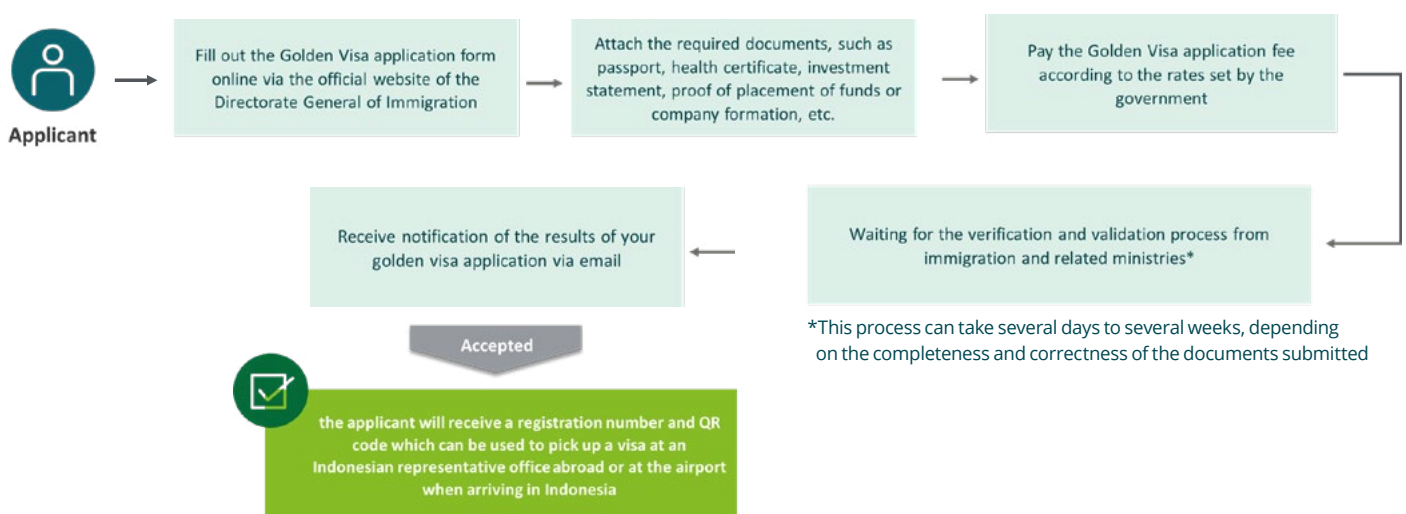 Applicant
Fill out the Golden Visa application form
online via the official website of the
Directorate General of Immigration
Attach the required documents, such as
passport, health certificate, investment
statement, proof of placement of funds or
company formation, etc.
Pay the Golden Visa application fee
according to the rates set by the
government
Waiting for the verification and validation process from
immigration and related ministries*
*This process can take several days to several weeks, depending
on the completeness and correctness of the documents submitted
Receive notification of the results of your
golden visa application via email
Accepted
the applicant will receive a registration number and QR
code which can be used to pick up a visa at an
Indonesian representative office abroad or at the airport
when arriving in Indonesia